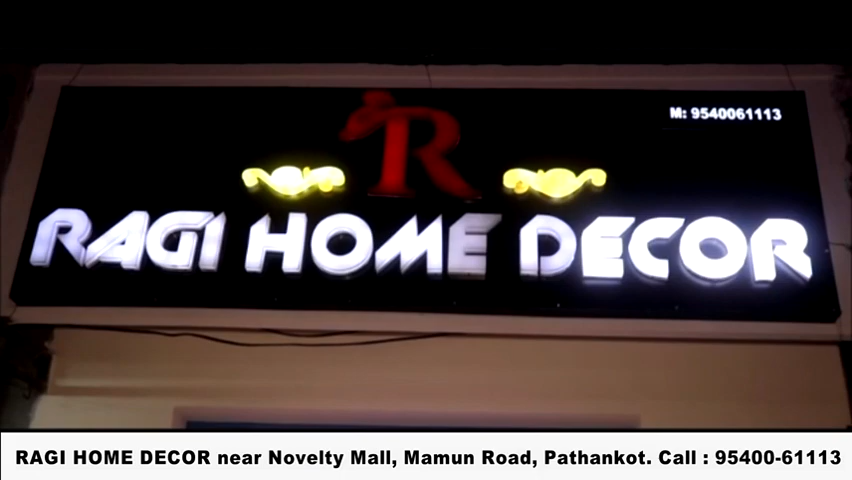 R
M: 9540061113
RAGI HOME DECOR
RAGI HOME DECOR near Novelty Mall, Mamun Road, Pathankot. Call : 95400-61113